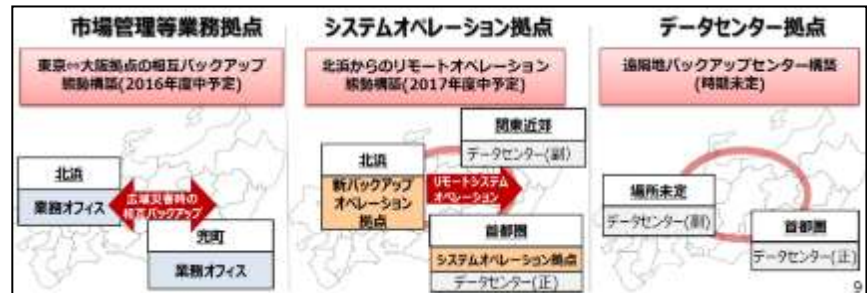 市場管理等業務拠点
東京⇔大阪拠点の相互バックアップ
態勢構築(2016年度中予定)
北浜
業務オフィス
広域災害時の
相互バックアップ
兜町
業務オフィス
システムオペレーション拠点
北浜からのリモートオペレーション
態勢構築(2017年度中予定)
関東近郊
データセンター(副)
北浜
新バックアップ
オペレーション
拠点
リモートシステム
オペレーション
首都圏
システムオペレーション拠点
データセンター(正)
データセンター拠点
遠隔地バックアップセンター構築
(時期未定)
場所未定
データセンター(副)
首都圏
データセンター(正)
9